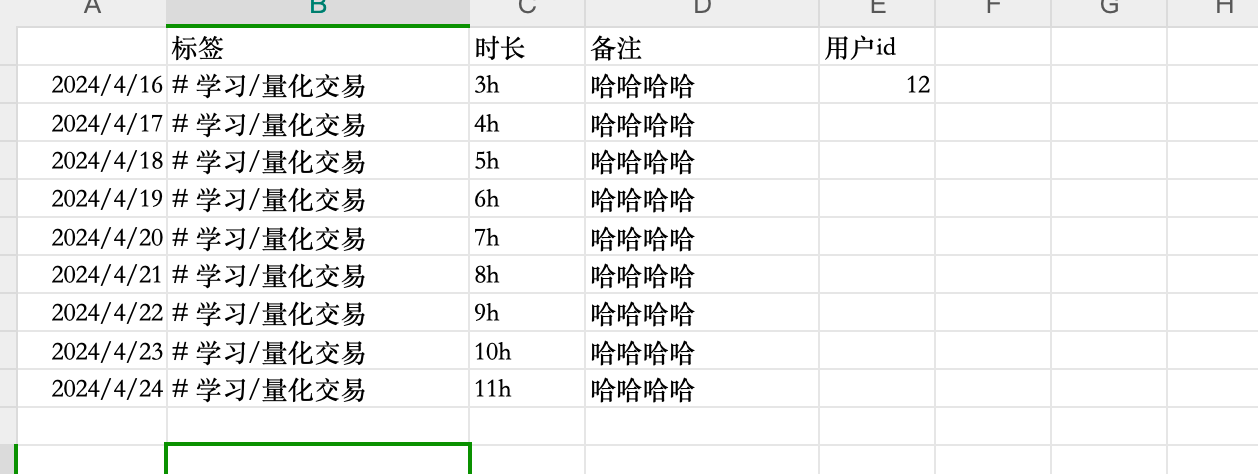 A B C D E F G H
标签 时长 备注 用户id
2024/4/16 # 学习/量化交易 3h 哈哈哈哈 12
2024/4/17 # 学习/量化交易 4h 哈哈哈哈
2024/4/18 # 学习/量化交易 5h 哈哈哈哈
2024/4/19 # 学习/量化交易 6h 哈哈哈哈
2024/4/20 # 学习/量化交易 7h 哈哈哈哈
2024/4/21 # 学习/量化交易 8h 哈哈哈哈
2024/4/22 # 学习/量化交易 9h 哈哈哈哈
2024/4/23 # 学习/量化交易 10h 哈哈哈哈
2024/4/24 # 学习/量化交易 11h 哈哈哈哈